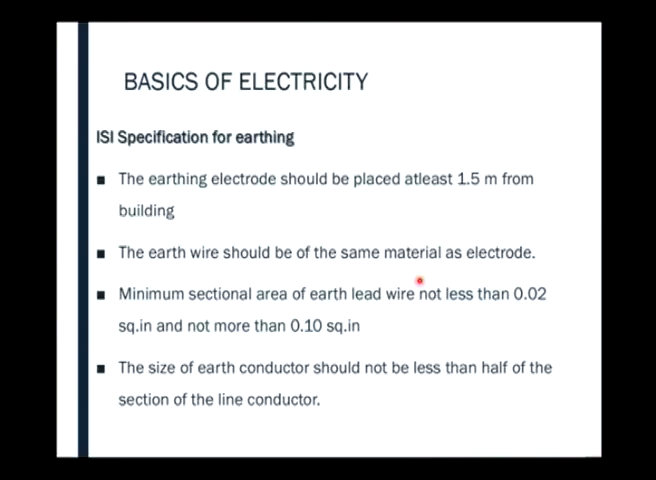 BASICS OF ELECTRICITY
ISI Specification for earthing
■ The earthing electrode should be placed atleast 1.5 m from
building
■ The earth wire should be of the same material as electrode.
■ Minimum sectional area of earth lead wire not less than 0.02
sq.in and not more than 0.10 sq.in
■ The size of earth conductor should not be less than half of the
section of the line conductor.